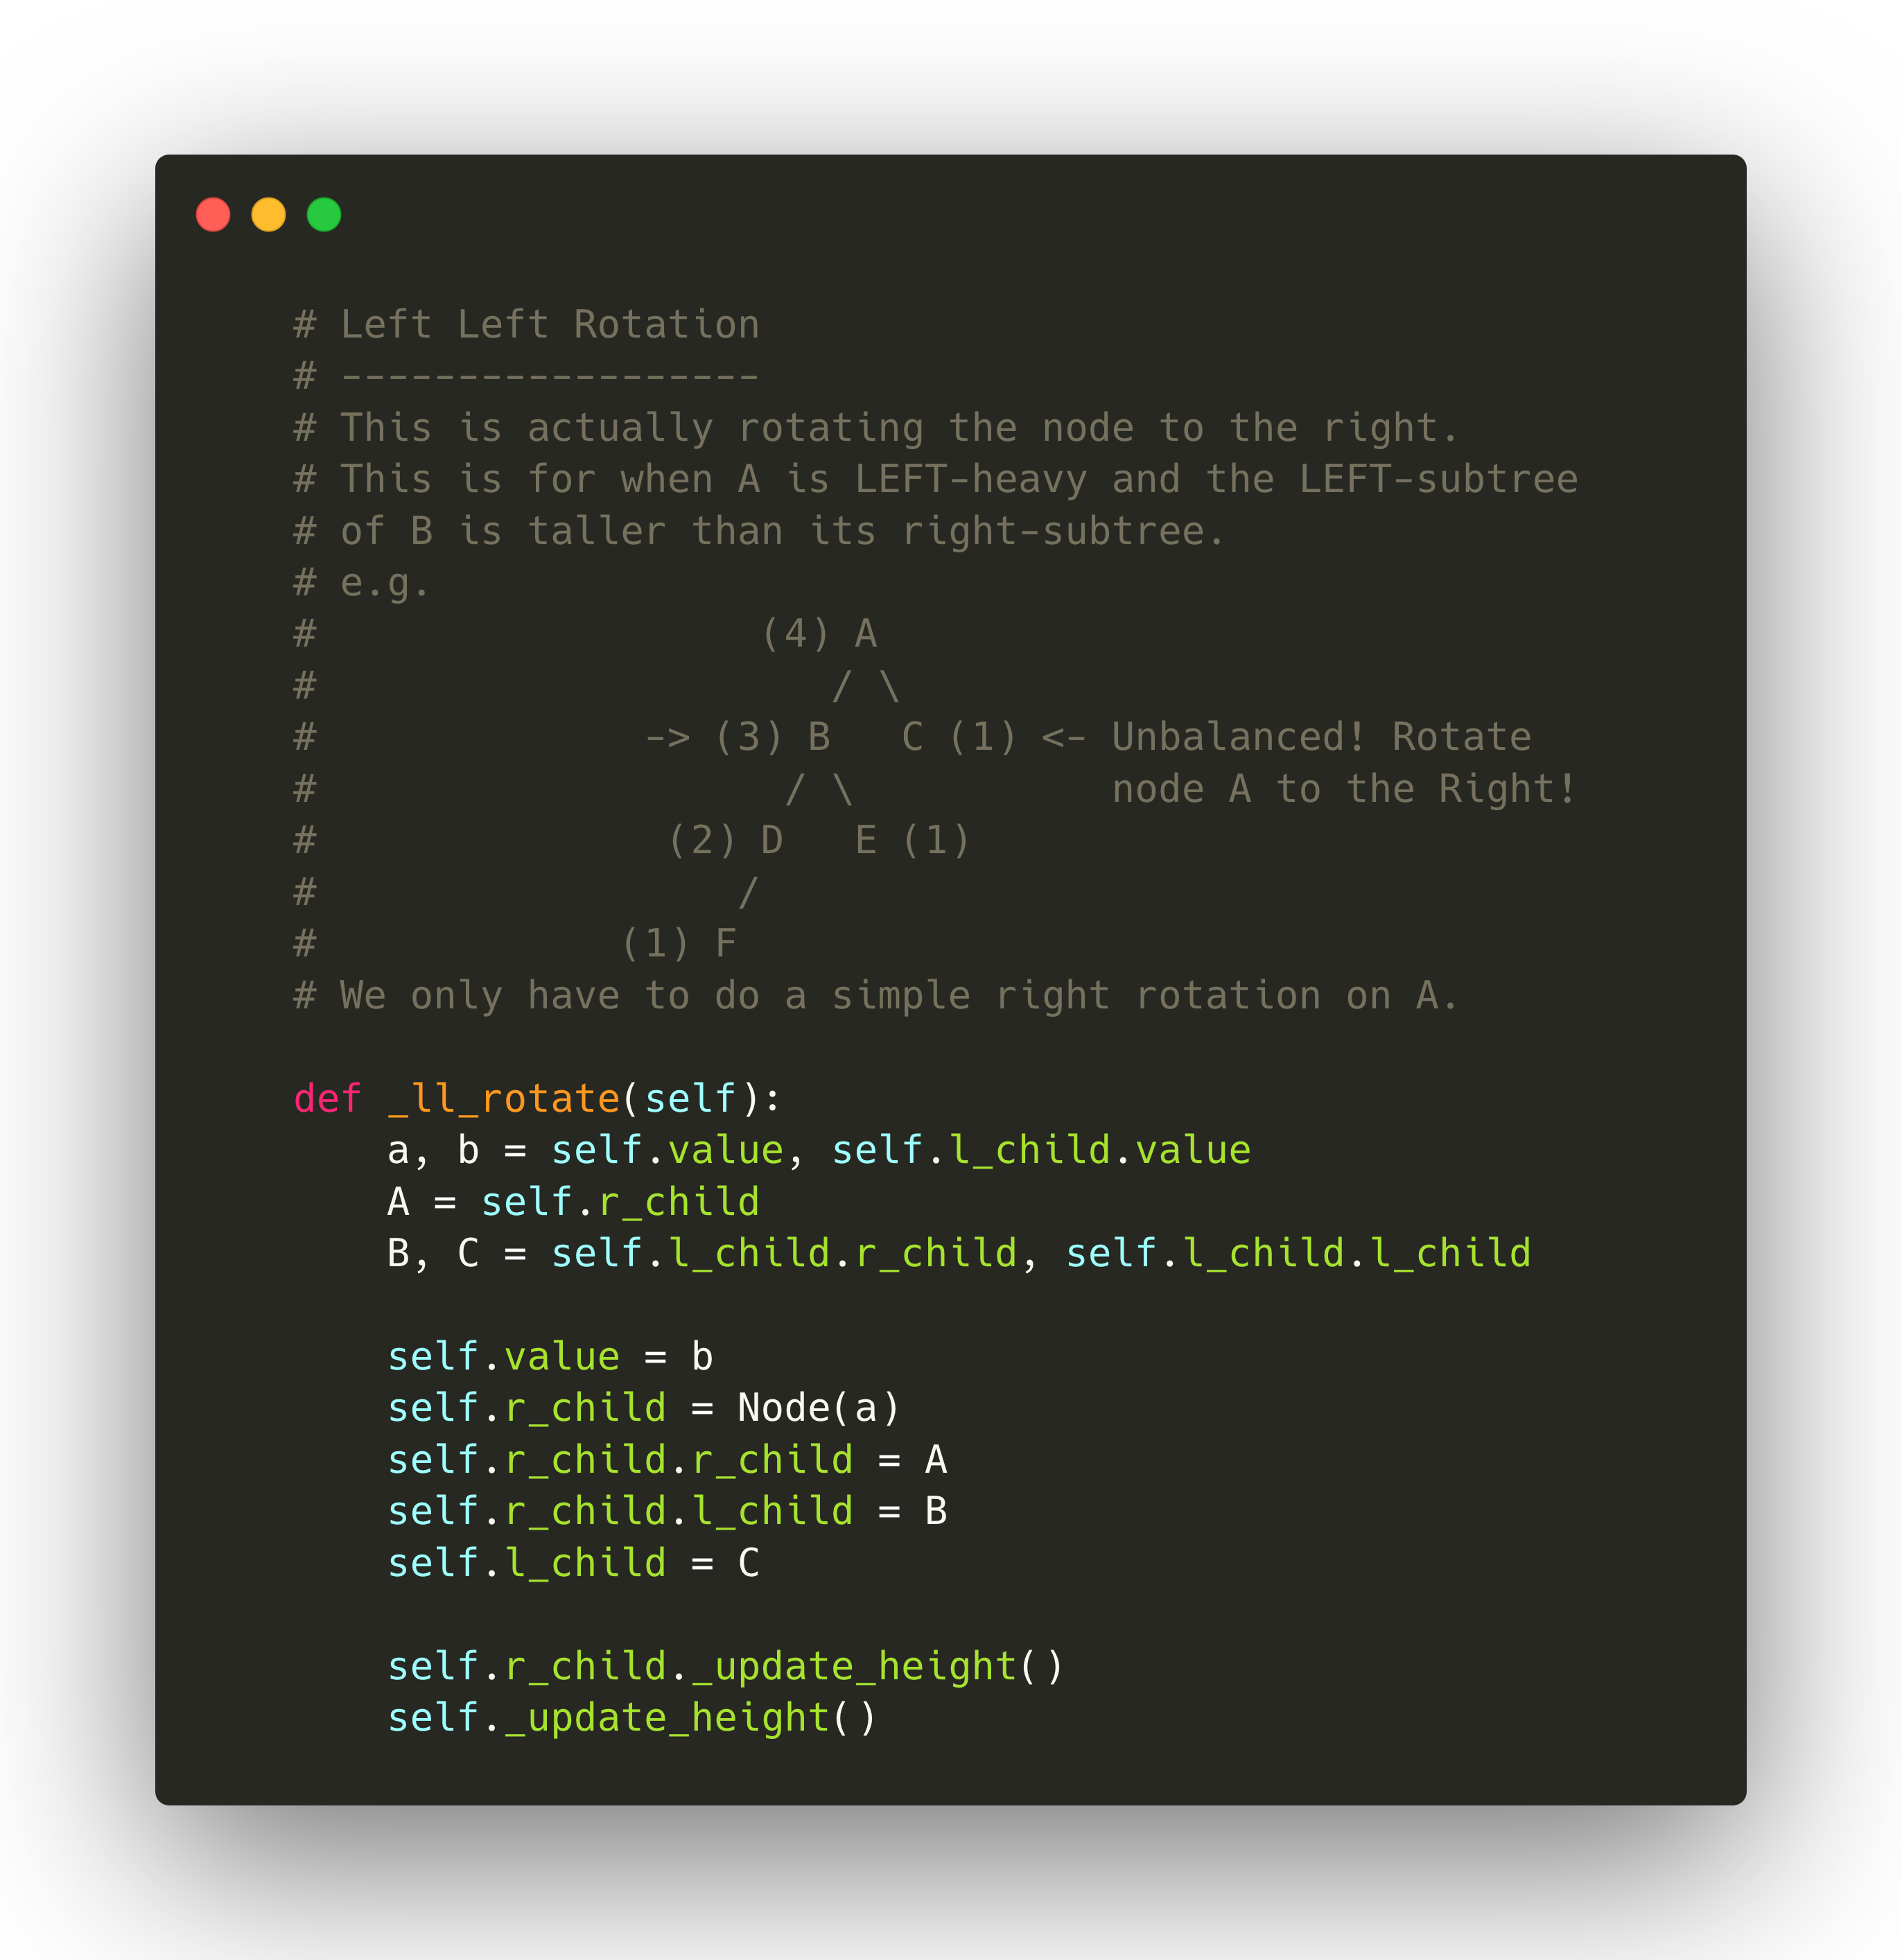 # Left Left Rotation
# ------------------
# This is actually rotating the node to the right.
# This is for when A is LEFT-heavy and the LEFT-subtree
# of B is taller than its right-subtree.
# e.g.
#                   (4) A
#                      / \
#              -> (3) B   C (1) <- Unbalanced! Rotate
#                    / \           node A to the Right!
#               (2) D   E (1)
#                  /
#             (1) F
# We only have to do a simple right rotation on A.

def _ll_rotate(self):
    a, b = self.value, self.l_child.value
    A = self.r_child
    B, C = self.l_child.r_child, self.l_child.l_child

    self.value = b
    self.r_child = Node(a)
    self.r_child.r_child = A
    self.r_child.l_child = B
    self.l_child = C

    self.r_child._update_height()
    self._update_height()